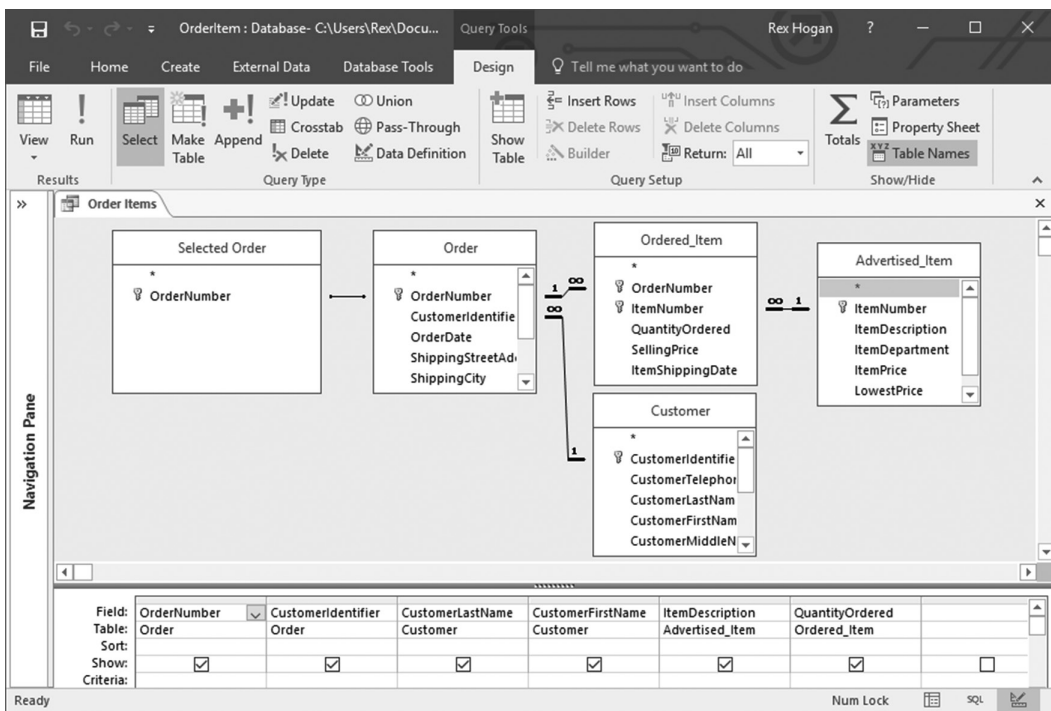 OrderItem : Database- C:\Users\Rex\Docu... Query Tools Rex Hogan ? 
File Home Create External Data Database Tools Design Tell me what you want to do
View
Run
Select
Make Table
Append
Update
Crosstab
Delete
Union
Pass-Through
Data Definition
Show Table
Insert Rows
Delete Rows
Builder
Insert Columns
Delete Columns
Return: All
Totals
Parameters
Property Sheet
XYZ Table Names
Results Query Type Query Setup Show/Hide
» Order Items
Navigation Pane
Selected Order
*
OrderNumber
Order
*
OrderNumber
CustomerIdentifie
OrderDate
ShippingStreetAd
ShippingCity
1 ∞
∞
1
Ordered_Item
*
OrderNumber
ItemNumber
QuantityOrdered
SellingPrice
ItemShippingDate
∞ 1
Advertised_Item
*
ItemNumber
ItemDescription
ItemDepartment
ItemPrice
LowestPrice
Customer
*
CustomerIdentifie
CustomerTelephor
CustomerLastNam
CustomerFirstNam
CustomerMiddleN
Field: OrderNumber CustomerIdentifier CustomerLastName CustomerFirstName ItemDescription QuantityOrdered
Table: Order Order Customer Customer Advertised_Item Ordered_Item
Sort:
Show:
Criteria:
Ready Num Lock SQL